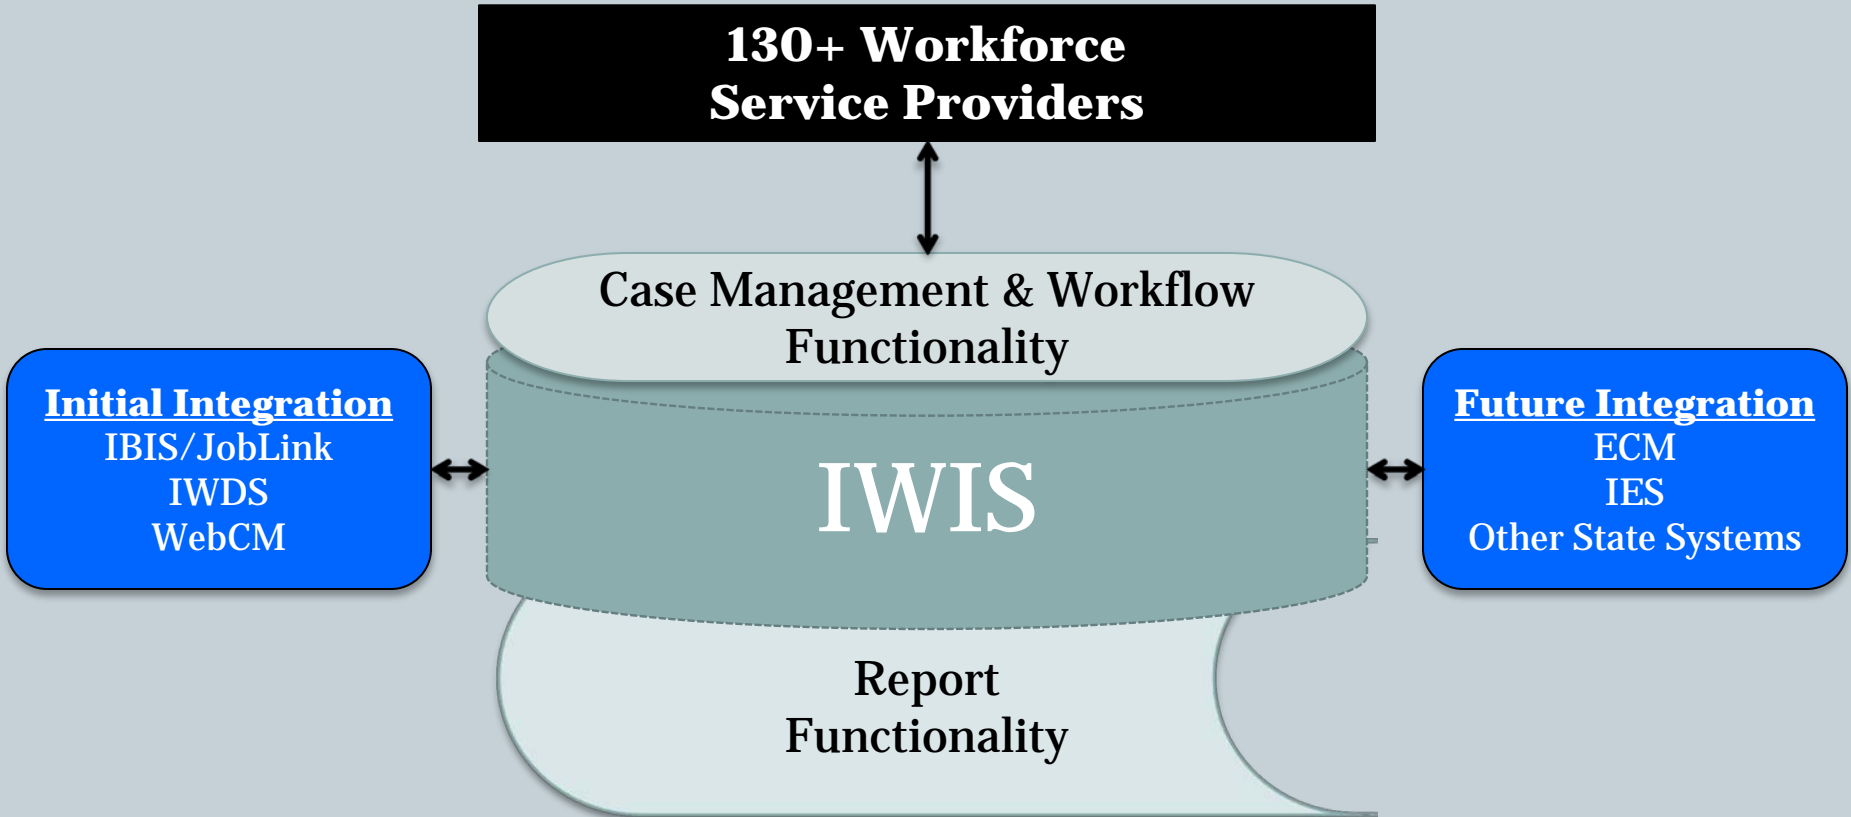 130+ Workforce
Service Providers
Case Management & Workflow
Functionality
Initial Integration
IBIS/JobLink
IWDS
WebCM
IWIS
Future Integration
ECM
IES
Other State Systems
Report
Functionality